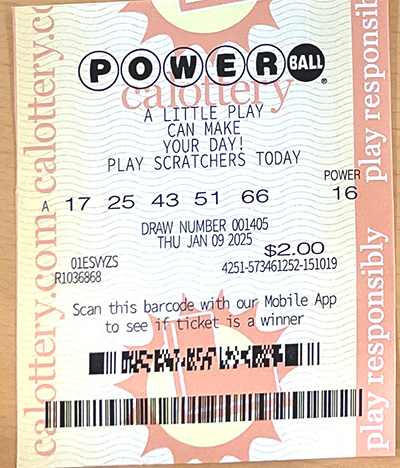 POWERBALL
calottery
A LITTLE PLAY
CAN MAKE
YOUR DAY!
PLAY SCRATCHERS TODAY
POWER
A 17 25 43 51 66 16
DRAW NUMBER 001405
THU JAN 09 2025
$2.00
01ESVYZS
R1036868 4251-573461252-151019
Scan this barcode with our Mobile App
to see if ticket is a winner
calottery.com calottery.c
play responsibly
play responsibly